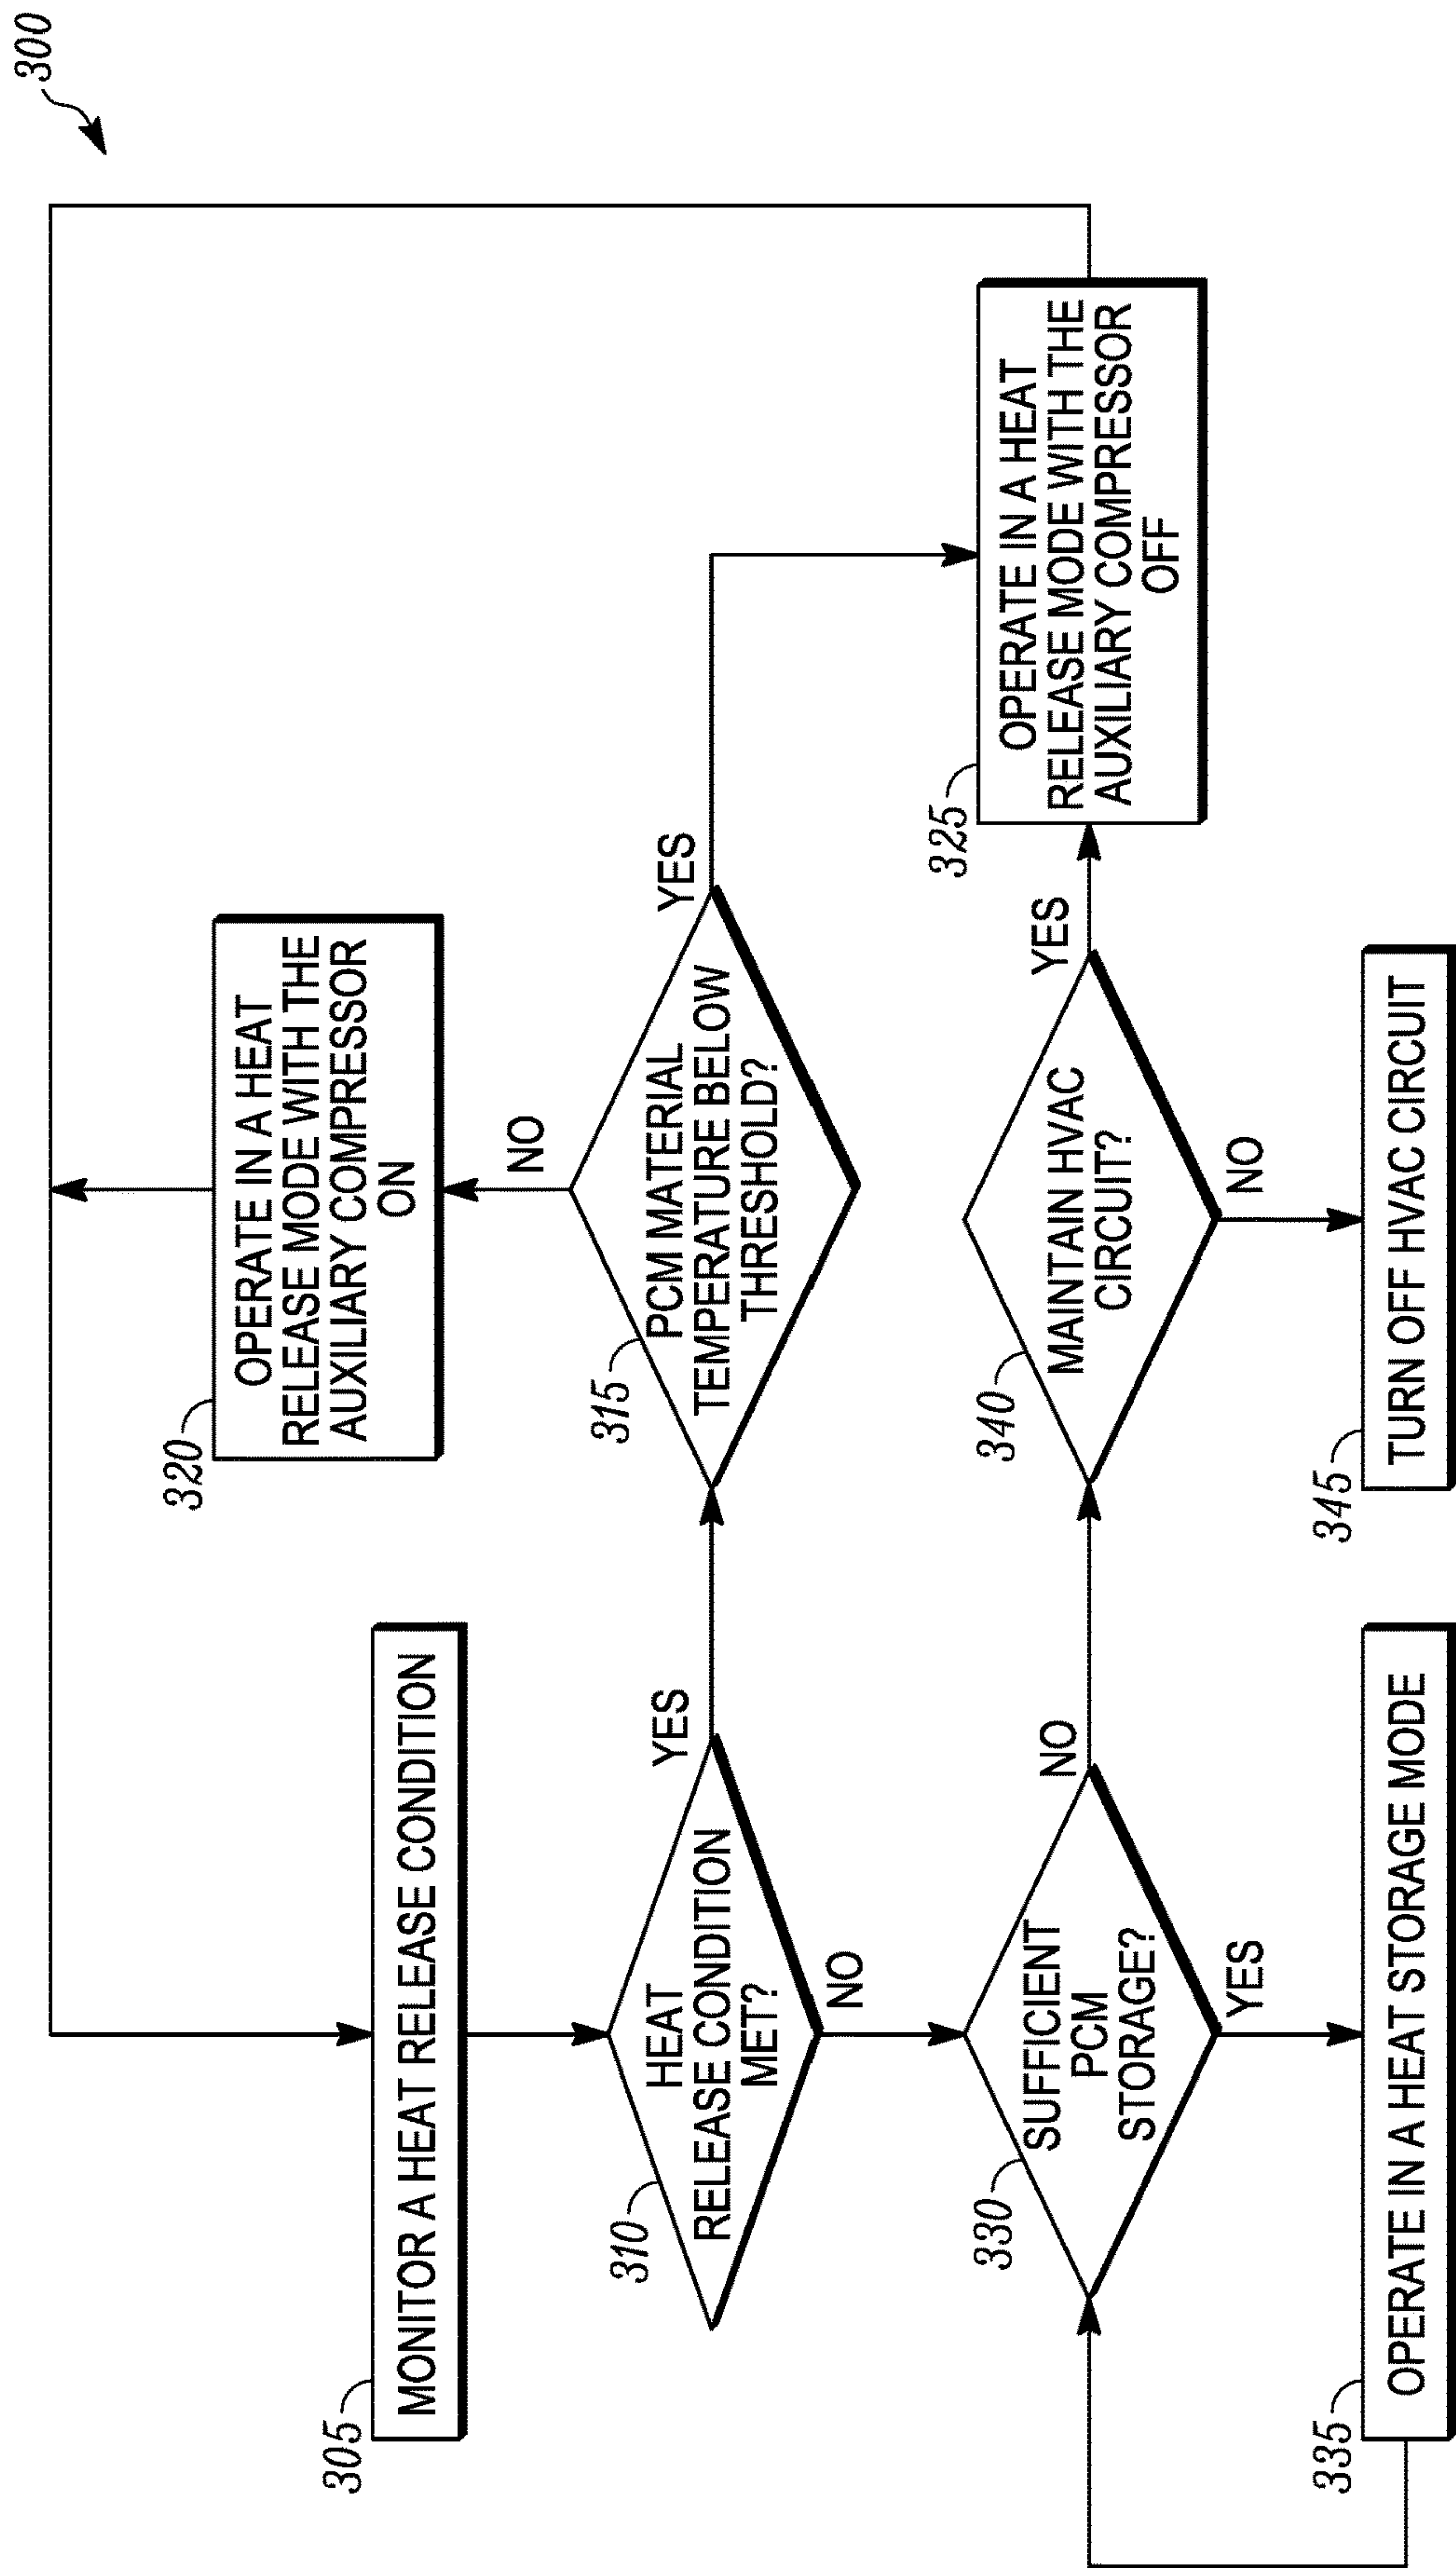 300
305
MONITOR A HEAT RELEASE CONDITION
310
HEAT
RELEASE CONDITION
MET?
YES
NO
315
PCM MATERIAL
TEMPERATURE BELOW
THRESHOLD?
NO
YES
320
OPERATE IN A HEAT
RELEASE MODE WITH THE
AUXILIARY COMPRESSOR
ON
325
OPERATE IN A HEAT
RELEASE MODE WITH THE
AUXILIARY COMPRESSOR
OFF
330
SUFFICIENT
PCM
STORAGE?
NO
YES
335
OPERATE IN A HEAT STORAGE MODE
340
MAINTAIN HVAC
CIRCUIT?
YES
NO
345
TURN OFF HVAC CIRCUIT